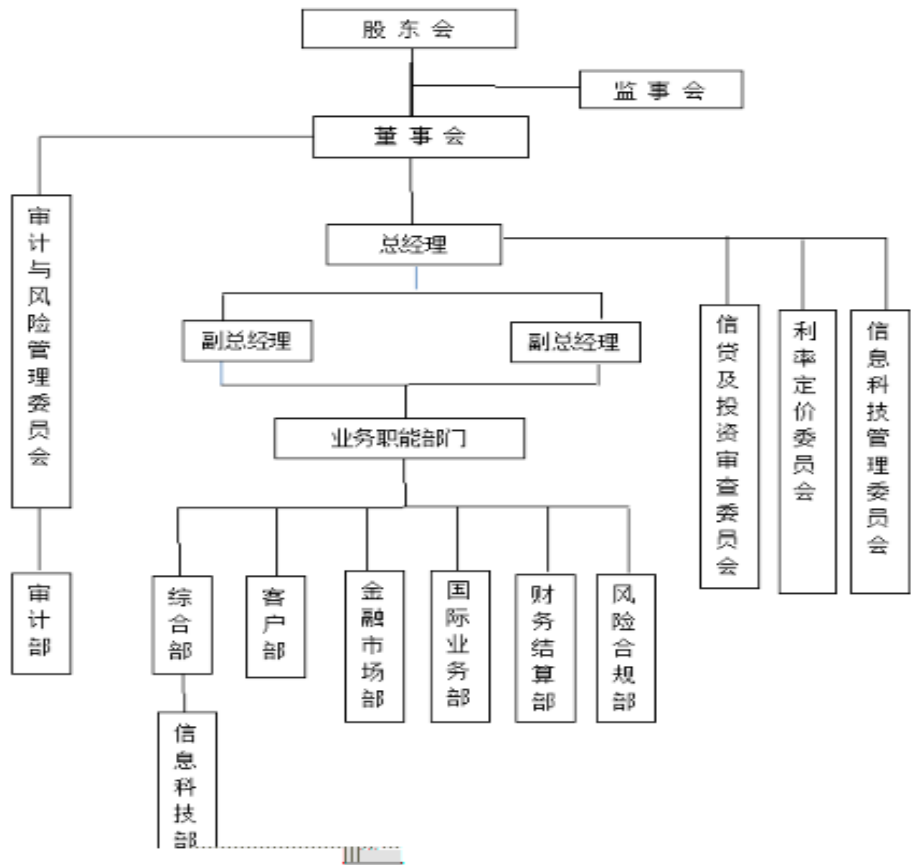 股东会
监事会
董事会
审计与风险管理委员会
总经理
副总经理
副总经理
信贷及投资审查委员会
利率定价委员会
信息科技管理委员会
业务职能部门
审计部
综合部
客户部
金融市场部
国际业务部
财务结算部
风险合规部
信息科技部